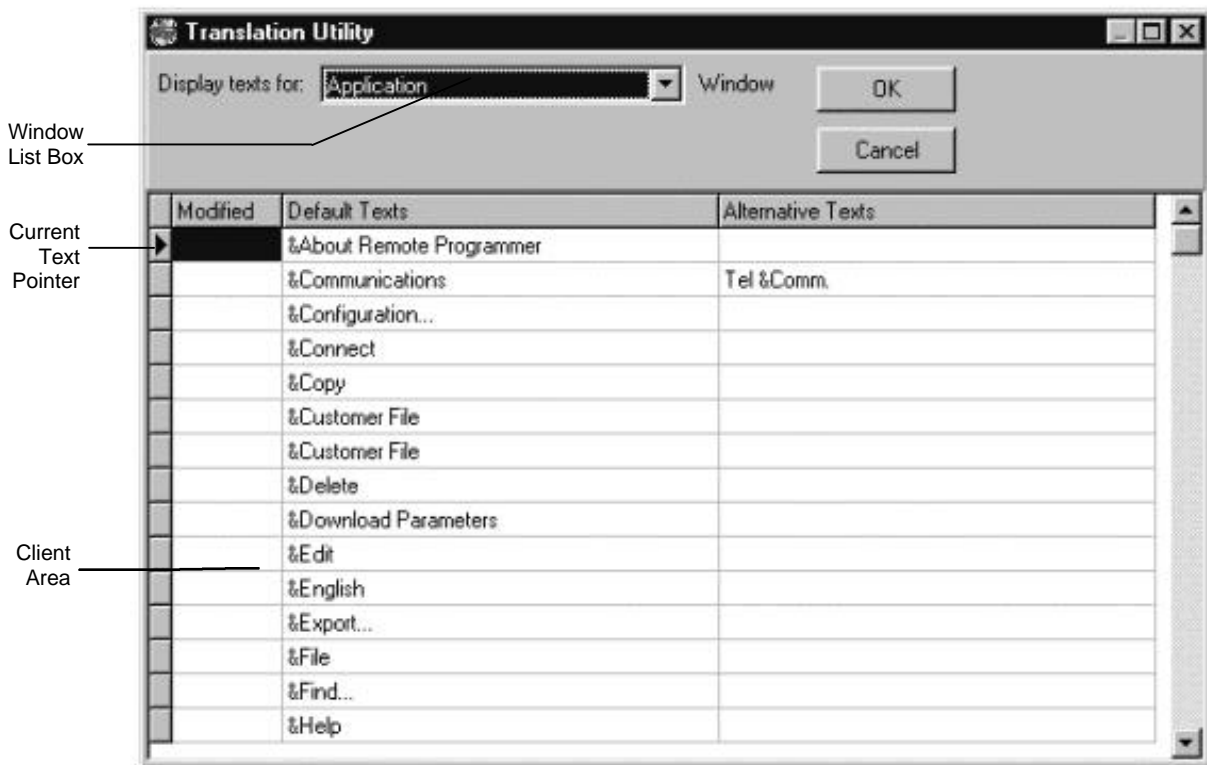 Translation Utility
Display texts for: Application Window OK
Window
List Box
Cancel
Modified Default Texts Alternative Texts
Current
Text
Pointer
&About Remote Programmer
&Communications Tel &Comm.
&Configuration...
&Connect
&Copy
&Customer File
&Customer File
&Delete
&Download Parameters
Client
Area
&Edit
&English
&Export...
&File
&Find...
&Help